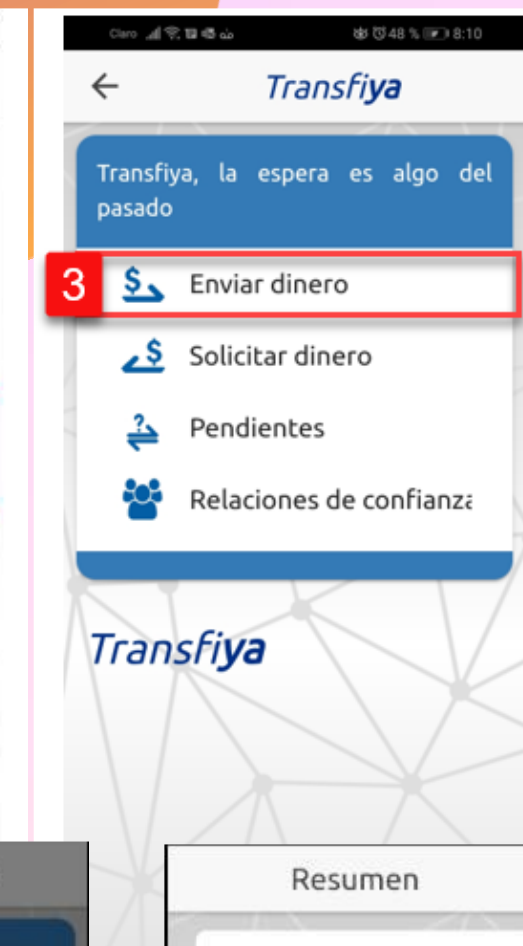 Claro 48 % 8:10
Transfiya
Transfiya, la espera es algo del
pasado
3 Enviar dinero
Solicitar dinero
Pendientes
Relaciones de confianza
Transfiya
Resumen